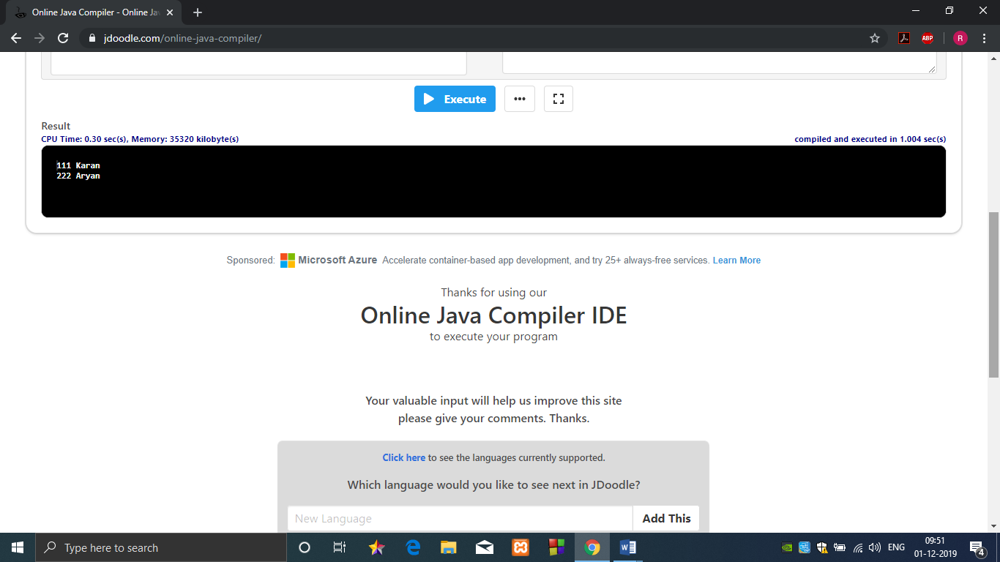 Online Java Compiler - Online Ja
jdoodle.com/online-java-compiler/
ABP
R
Execute
Result
CPU Time: 0.30 sec(s), Memory: 35320 kilobyte(s)
compiled and executed in 1.004 sec(s)
111 Karan
222 Aryan
Sponsored: Microsoft Azure Accelerate container-based app development, and try 25+ always-free services. Learn More
Thanks for using our
Online Java Compiler IDE
to execute your program
Your valuable input will help us improve this site
please give your comments. Thanks.
Click here to see the languages currently supported.
Which language would you like to see next in JDoodle?
New Language
Add This
Type here to search
ENG
09:51
01-12-2019
4